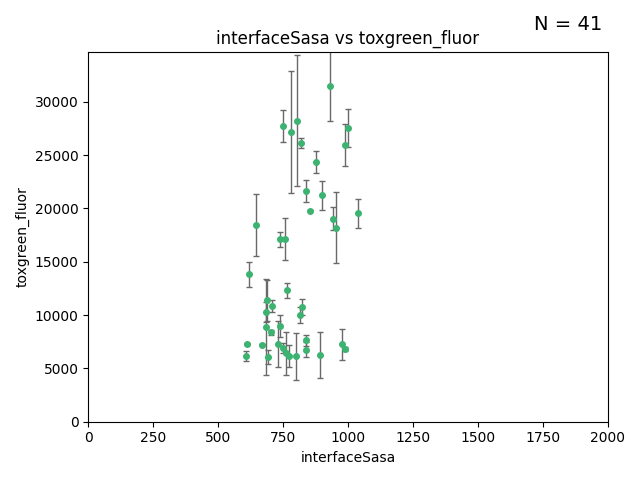 N = 41
interfaceSasa vs toxgreen_fluor
toxgreen_fluor
30000
25000
20000
15000
10000
5000
0
0 250 500 750 1000 1250 1500 1750 2000
interfaceSasa